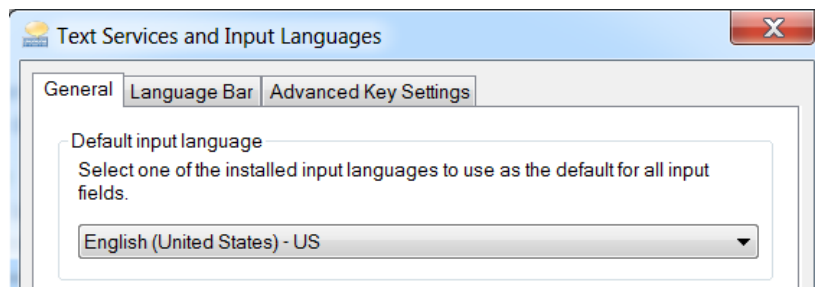 Text Services and Input Languages
General Language Bar Advanced Key Settings
Default input language
Select one of the installed input languages to use as the default for all input
fields.
English (United States) - US